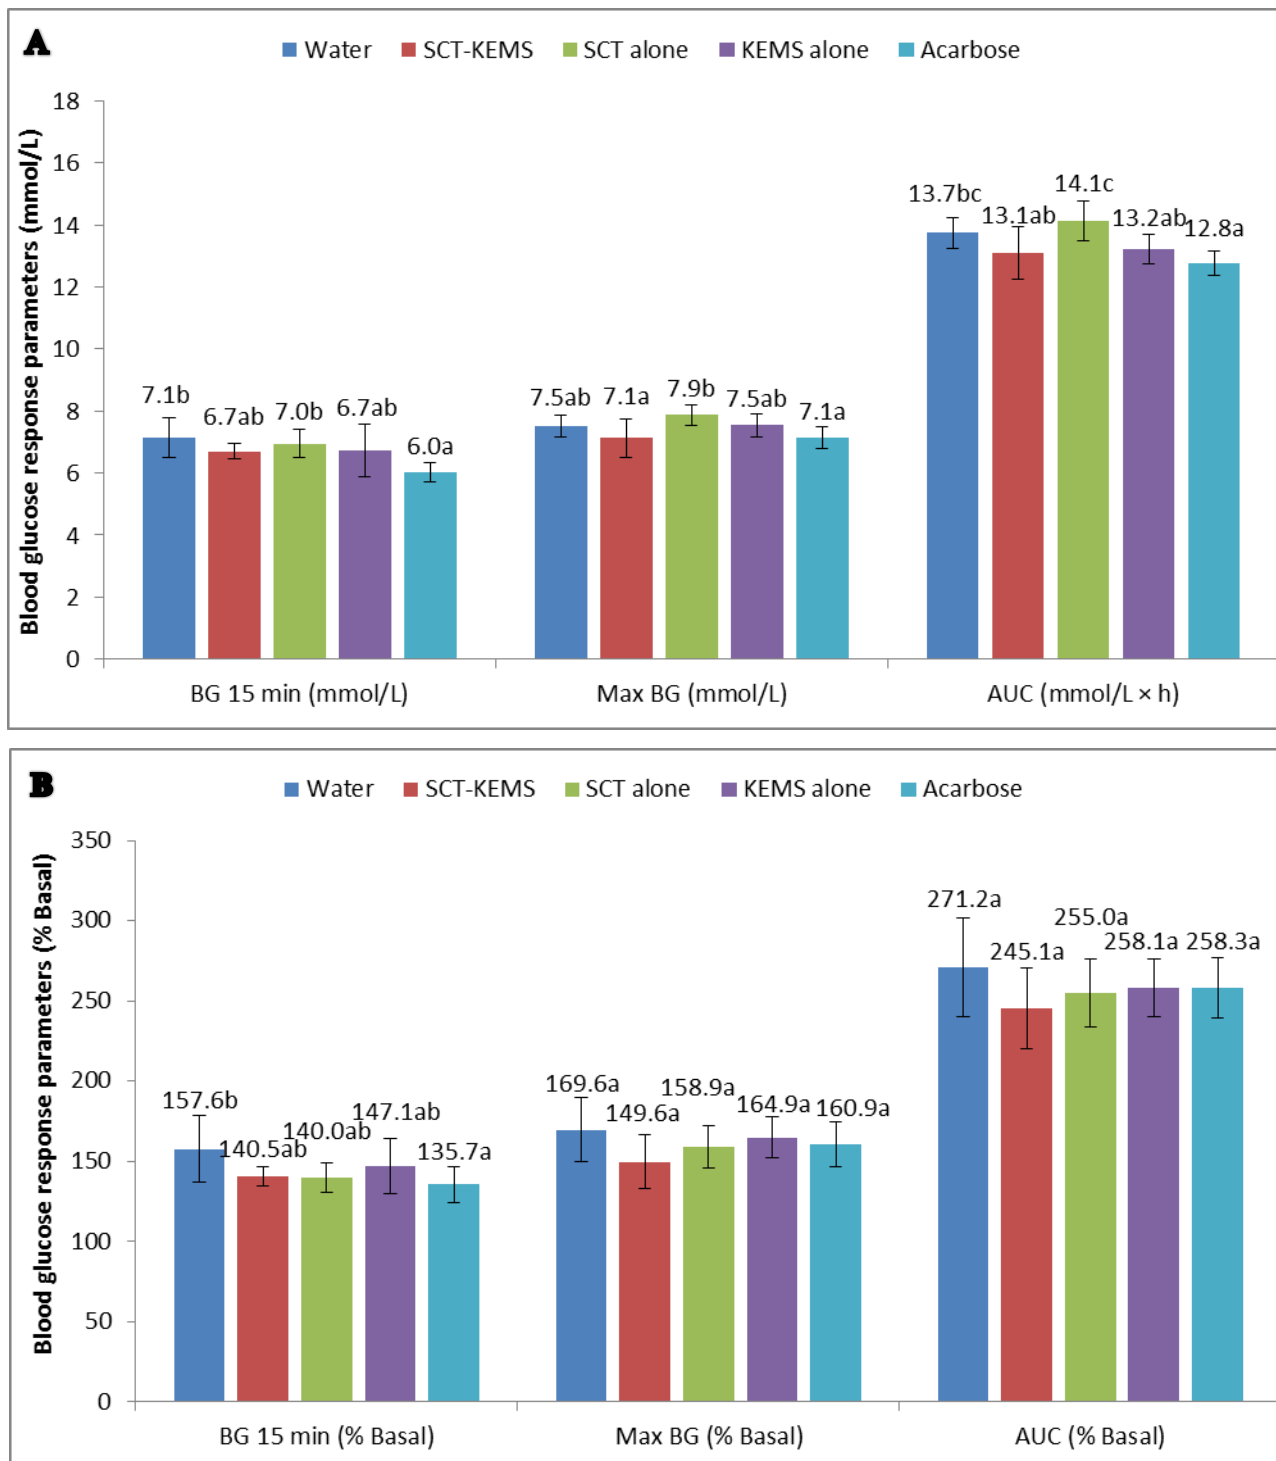 A
Water SCT-KEMS SCT alone KEMS alone Acarbose
Blood glucose response parameters (mmol/L)
18
16
14
12
10
8
6
4
2
0
7.1b 6.7ab 7.0b 6.7ab 6.0a
7.5ab 7.1a 7.9b 7.5ab 7.1a
13.7bc 13.1ab 14.1c 13.2ab 12.8a
BG 15 min (mmol/L) Max BG (mmol/L) AUC (mmol/L × h)
B
Water SCT-KEMS SCT alone KEMS alone Acarbose
Blood glucose response parameters (% Basal)
350
300
250
200
150
100
50
0
157.6b 140.5ab 140.0ab 147.1ab 135.7a
169.6a 149.6a 158.9a 164.9a 160.9a
271.2a 245.1a 255.0a 258.1a 258.3a
BG 15 min (% Basal) Max BG (% Basal) AUC (% Basal)